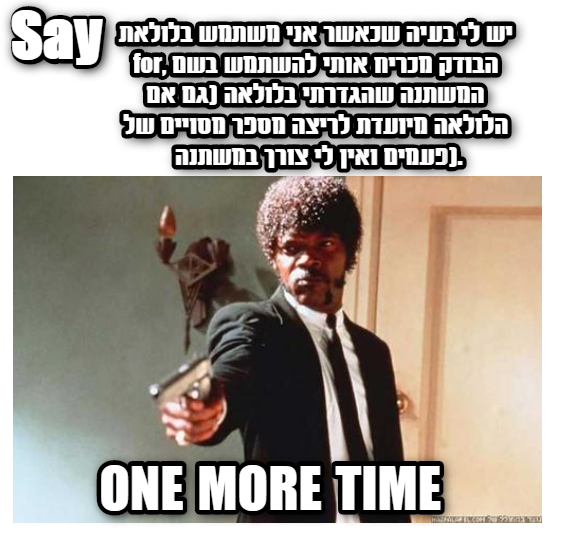 Say
יש לי בעיה שכאשר אני משתמש בלולאת
for, הבודק מכריח אותי להשתמש בשם
המשתנה שהגדרתי בלולאה (גם אם
הלולאה מיועדת לריצה מספר מסויים של
פעמים ואין לי צורך במשתנה).
ONE MORE TIME